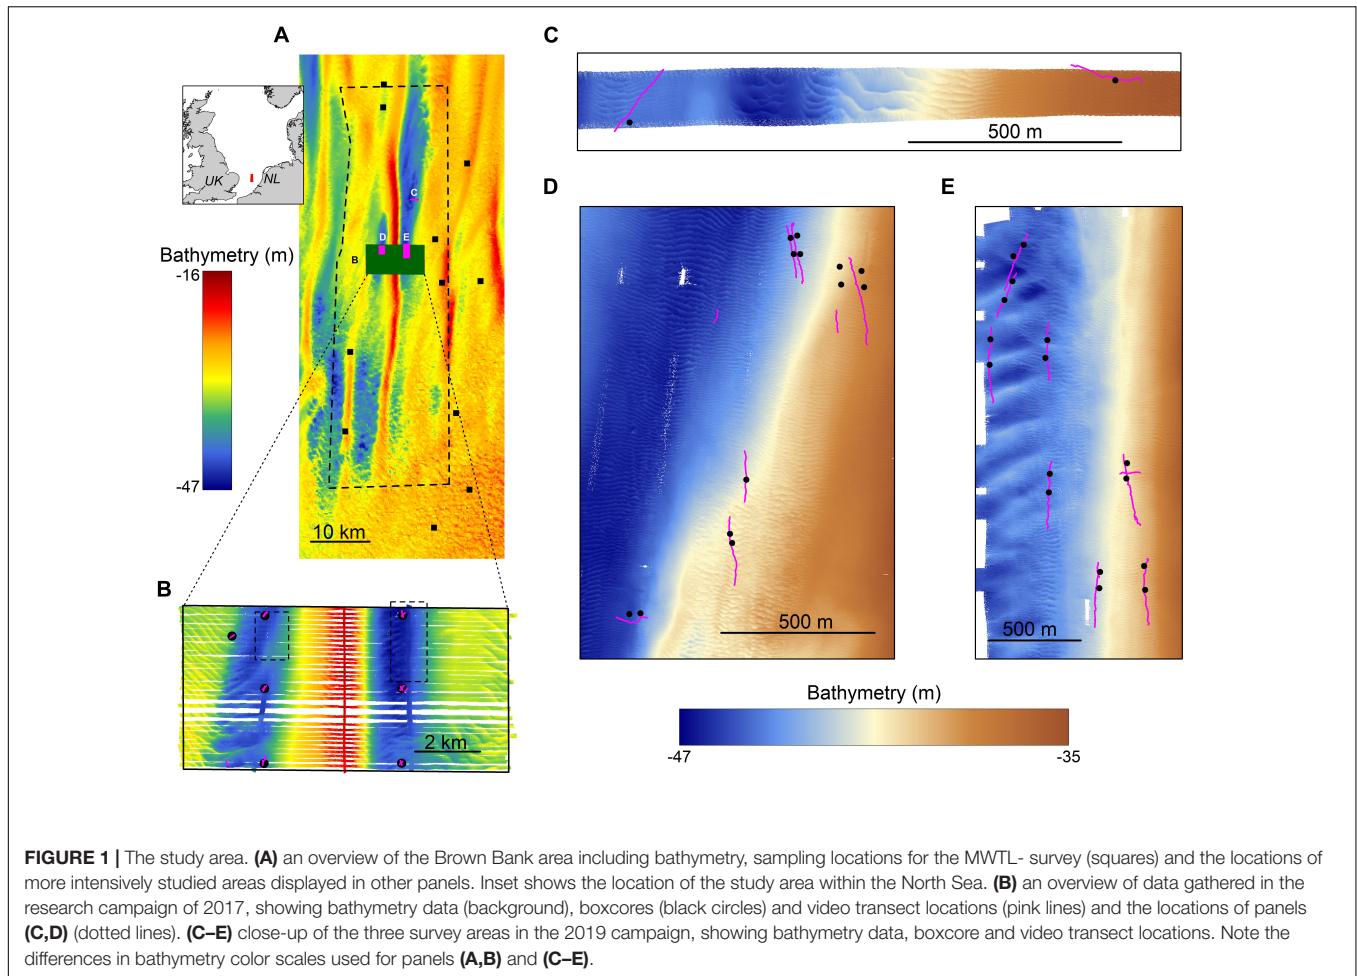 A
C
UK
NL
C
500 m
D
E
Bathymetry (m)
-16
D
E
B
-47
10 km
B
500 m
500 m
2 km
Bathymetry (m)
-47
-35
FIGURE 1 | The study area. (A) an overview of the Brown Bank area including bathymetry, sampling locations for the MWTL- survey (squares) and the locations of
more intensively studied areas displayed in other panels. Inset shows the location of the study area within the North Sea. (B) an overview of data gathered in the
research campaign of 2017, showing bathymetry data (background), boxcores (black circles) and video transect locations (pink lines) and the locations of panels
(C,D) (dotted lines). (C–E) close-up of the three survey areas in the 2019 campaign, showing bathymetry data, boxcore and video transect locations. Note the
differences in bathymetry color scales used for panels (A,B) and (C–E).